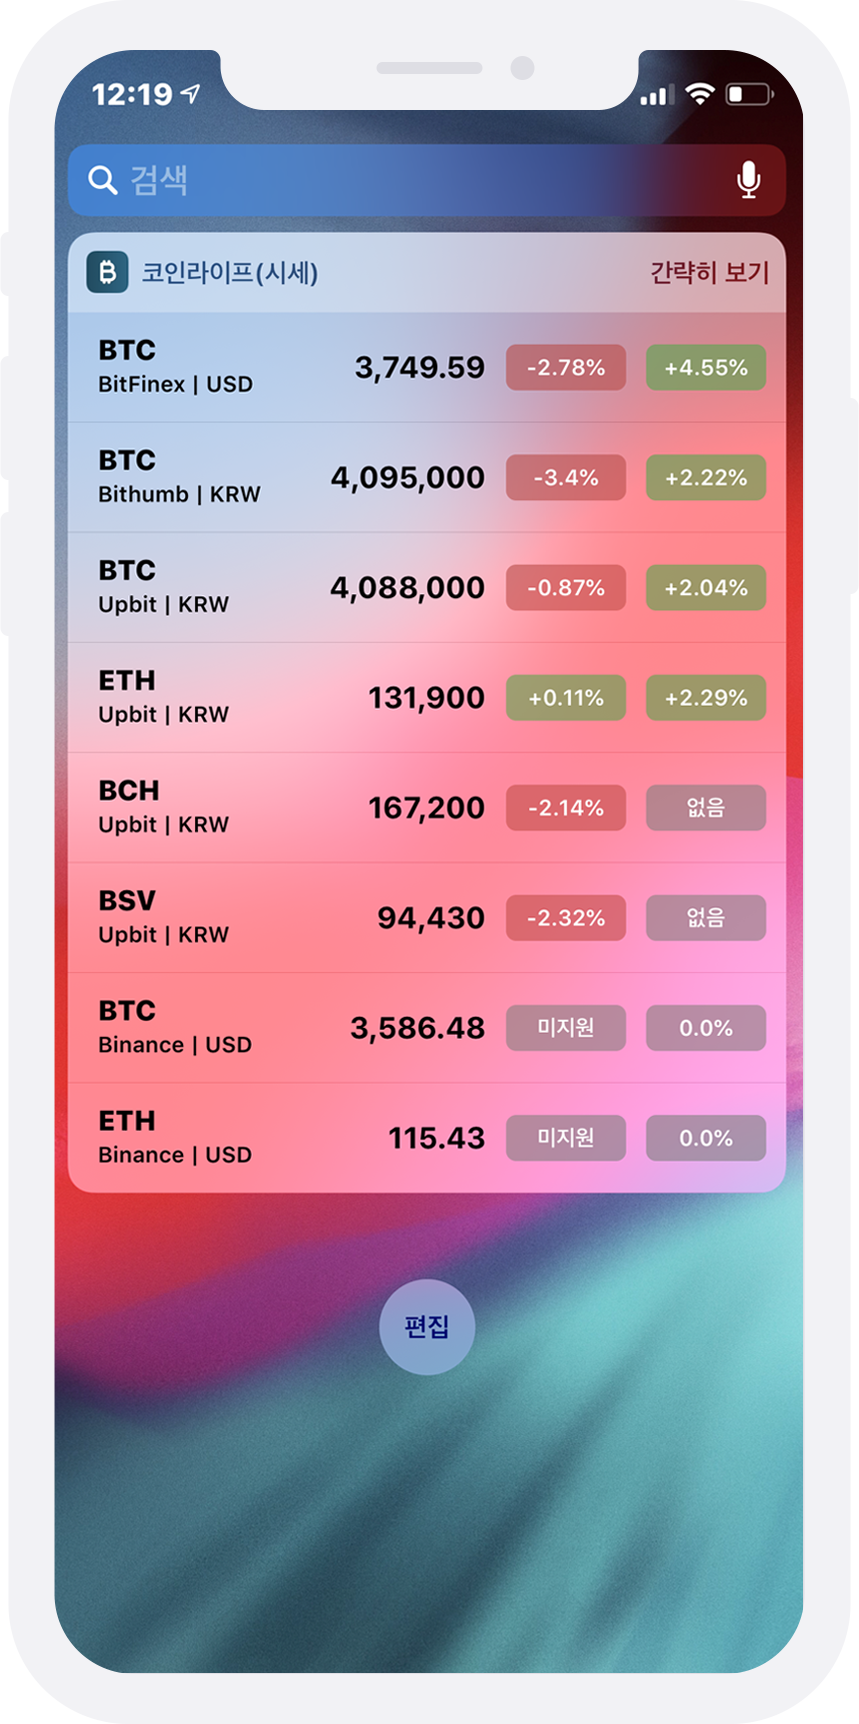 12:19
검색
코인라이프(시세) 간략히 보기
BTC
BitFinex | USD
3,749.59 -2.78% +4.55%
BTC
Bithumb | KRW
4,095,000 -3.4% +2.22%
BTC
Upbit | KRW
4,088,000 -0.87% +2.04%
ETH
Upbit | KRW
131,900 +0.11% +2.29%
BCH
Upbit | KRW
167,200 -2.14% 없음
BSV
Upbit | KRW
94,430 -2.32% 없음
BTC
Binance | USD
3,586.48 미지원 0.0%
ETH
Binance | USD
115.43 미지원 0.0%
편집